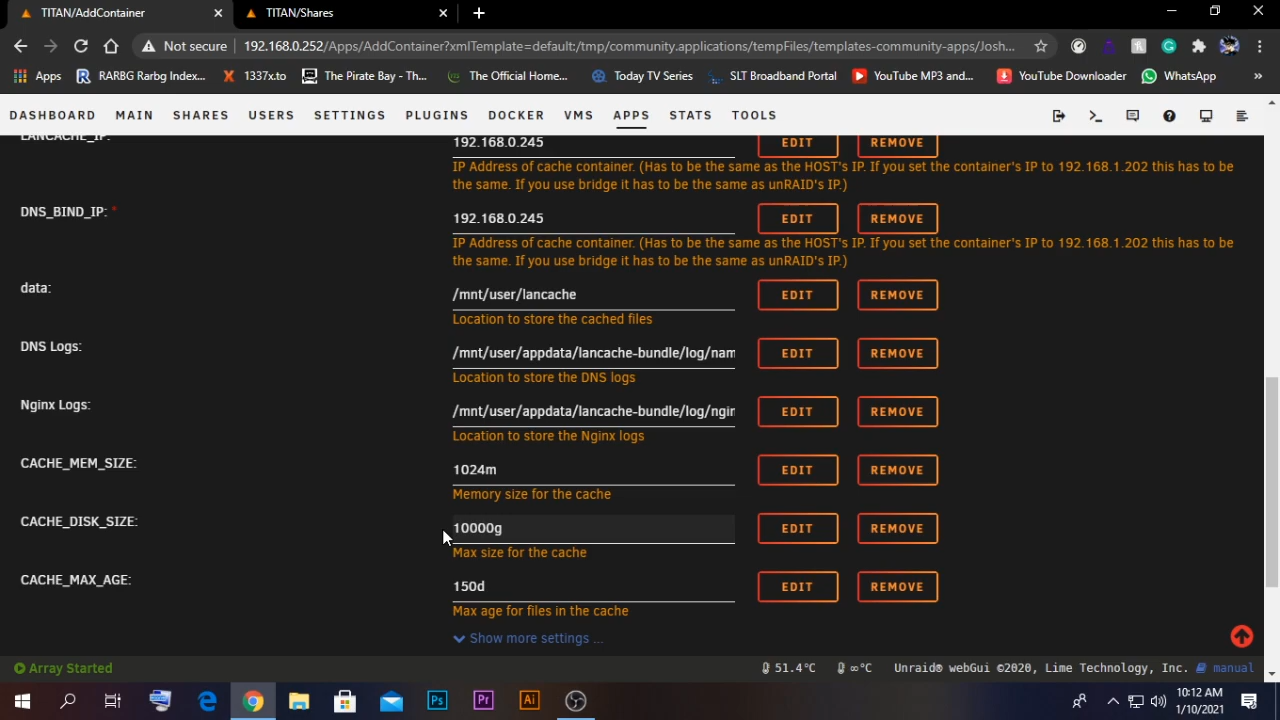 TITAN/AddContainer
TITAN/Shares
Not secure
192.168.0.252/Apps/AddContainer?xmlTemplate=default:/tmp/community.applications/tempFiles/templates-community-apps/Josh...
Apps
RARBG Rarbg Index...
1337x.to
The Pirate Bay - Th...
The Official Home...
Today TV Series
SLT Broadband Portal
YouTube MP3 and...
YouTube Downloader
WhatsApp
DASHBOARD MAIN SHARES USERS SETTINGS PLUGINS DOCKER VMS APPS STATS TOOLS
LANCACHE_IP:
192.168.0.245
EDIT
REMOVE
IP Address of cache container. (Has to be the same as the HOST's IP. If you set the container's IP to 192.168.1.202 this has to be
the same. If you use bridge it has to be the same as unRAID's IP.)
DNS_BIND_IP: *
192.168.0.245
EDIT
REMOVE
IP Address of cache container. (Has to be the same as the HOST's IP. If you set the container's IP to 192.168.1.202 this has to be
the same. If you use bridge it has to be the same as unRAID's IP.)
data:
/mnt/user/lancache
EDIT
REMOVE
Location to store the cached files
DNS Logs:
/mnt/user/appdata/lancache-bundle/log/nam
EDIT
REMOVE
Location to store the DNS logs
Nginx Logs:
/mnt/user/appdata/lancache-bundle/log/ngin
EDIT
REMOVE
Location to store the Nginx logs
CACHE_MEM_SIZE:
1024m
EDIT
REMOVE
Memory size for the cache
CACHE_DISK_SIZE:
10000g
EDIT
REMOVE
Max size for the cache
CACHE_MAX_AGE:
150d
EDIT
REMOVE
Max age for files in the cache
Show more settings ...
Array Started
51.4°C
∞°C
Unraid® webGui ©2020, Lime Technology, Inc.
manual
Ps
Pr
Ai
10:12 AM
1/10/2021